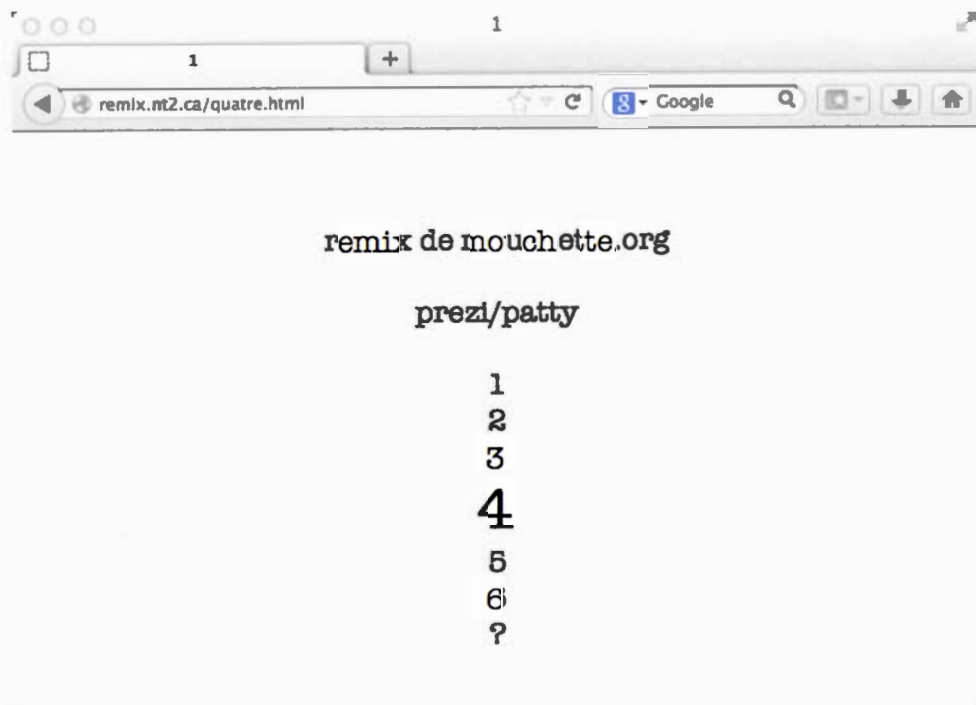 1
1
+
remix.nt2.ca/quatre.html
8 Google
remix de mouchette.org
prezi/patty
1
2
3
4
5
6
?